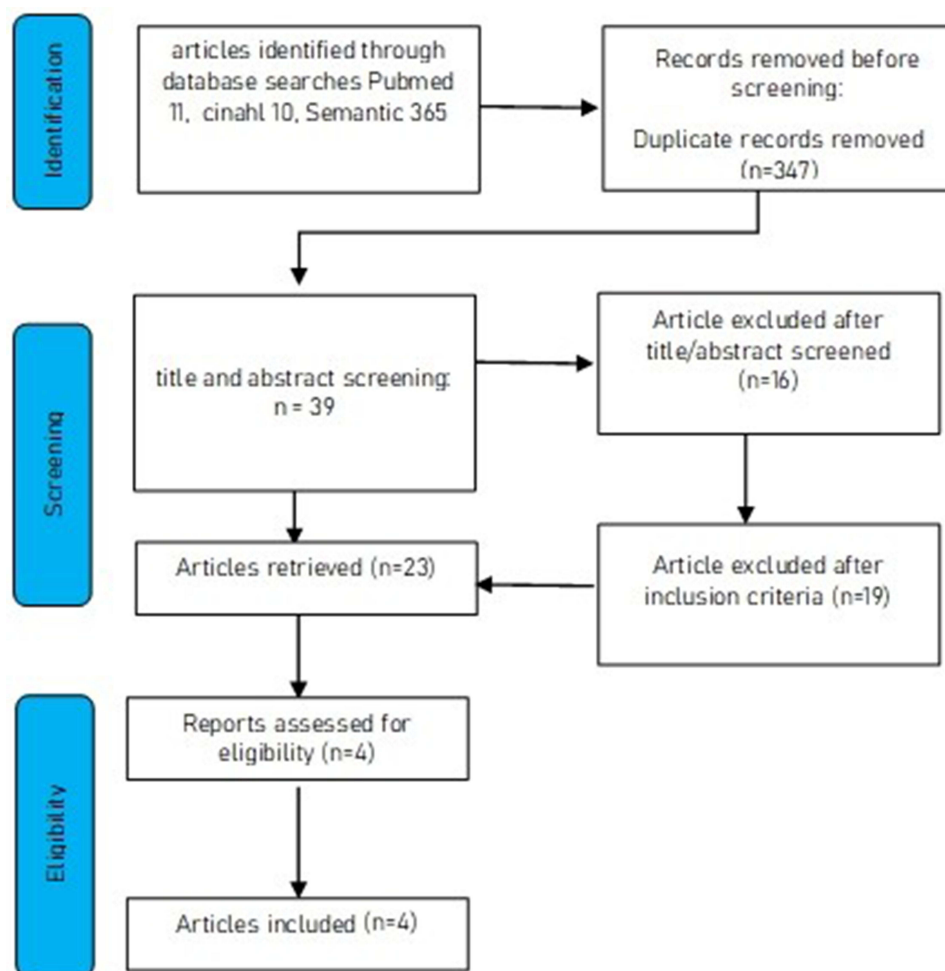 Identification
articles identified through
database searches Pubmed
11, cinahl 10, Semantic 365
Records removed before
screening:
Duplicate records removed
(n=347)
Screening
title and abstract screening:
n = 39
Article excluded after
title/abstract screened
(n=16)
Articles retrieved (n=23)
Article excluded after
inclusion criteria (n=19)
Eligibility
Reports assessed for
eligibility (n=4)
Articles included (n=4)